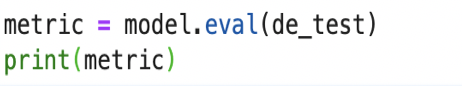 metric = model.eval(de_test)
print(metric)